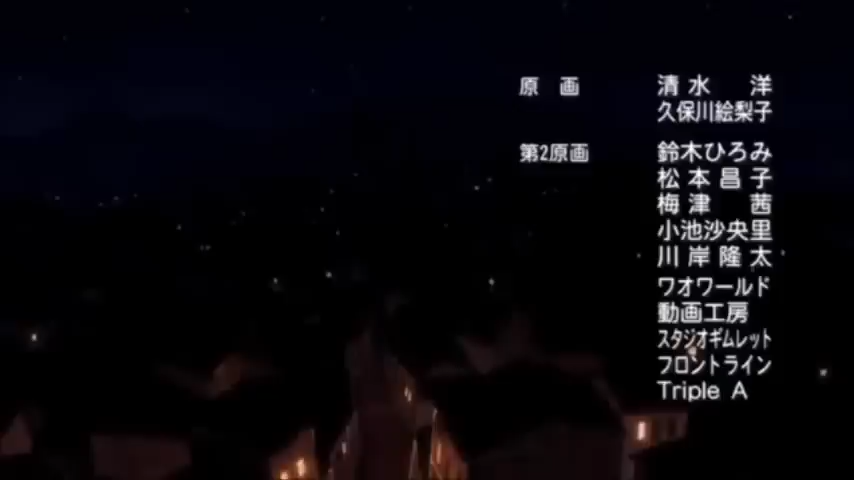 原画 清水 洋
久保川絵梨子
第2原画 鈴木ひろみ
松本昌子
梅津 茜
小池沙央里
川岸隆太
ワオワールド
動画工房
スタジオギムレット
フロントライン
Triple A